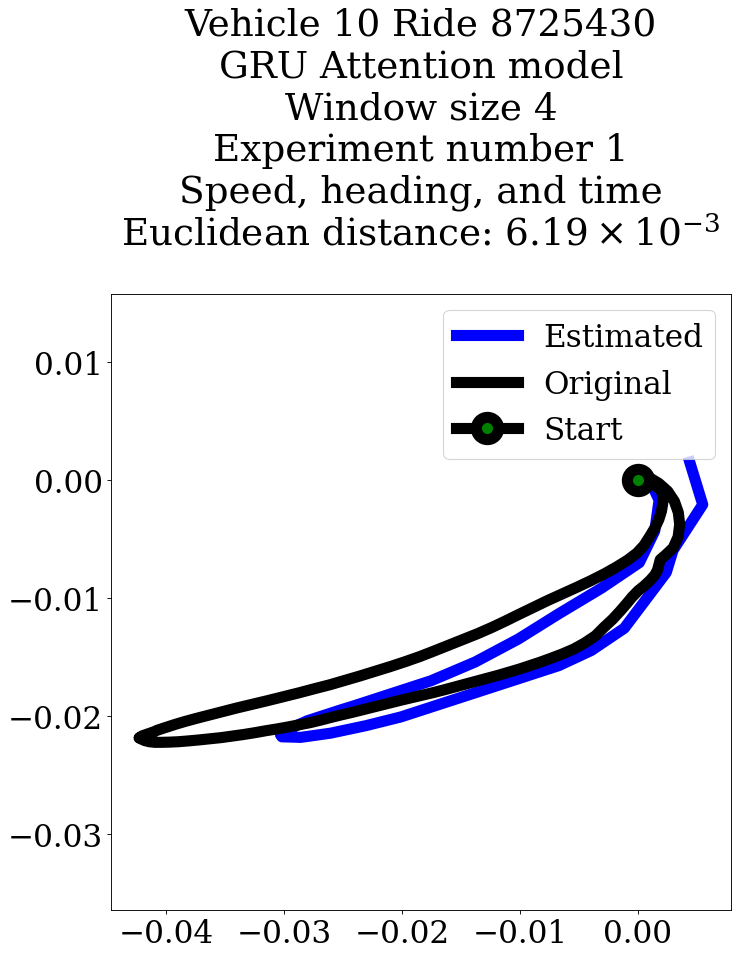 Vehicle 10 Ride 8725430
GRU Attention model
Window size 4
Experiment number 1
Speed, heading, and time
Euclidean distance: 6.19 × 10⁻³
Estimated
Original
Start
0.01
0.00
−0.01
−0.02
−0.03
−0.04 −0.03 −0.02 −0.01 0.00